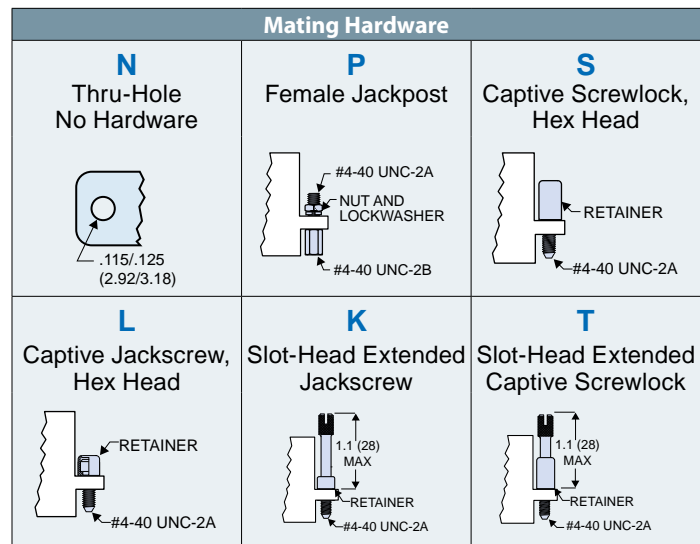 Mating Hardware
N
Thru-Hole
No Hardware
.115/.125
(2.92/3.18)
P
Female Jackpost
#4-40 UNC-2A
NUT AND
LOCKWASHER
#4-40 UNC-2B
S
Captive Screwlock,
Hex Head
RETAINER
#4-40 UNC-2A
L
Captive Jackscrew,
Hex Head
RETAINER
#4-40 UNC-2A
K
Slot-Head Extended
Jackscrew
1.1 (28)
MAX
RETAINER
#4-40 UNC-2A
T
Slot-Head Extended
Captive Screwlock
1.1 (28)
MAX
RETAINER
#4-40 UNC-2A